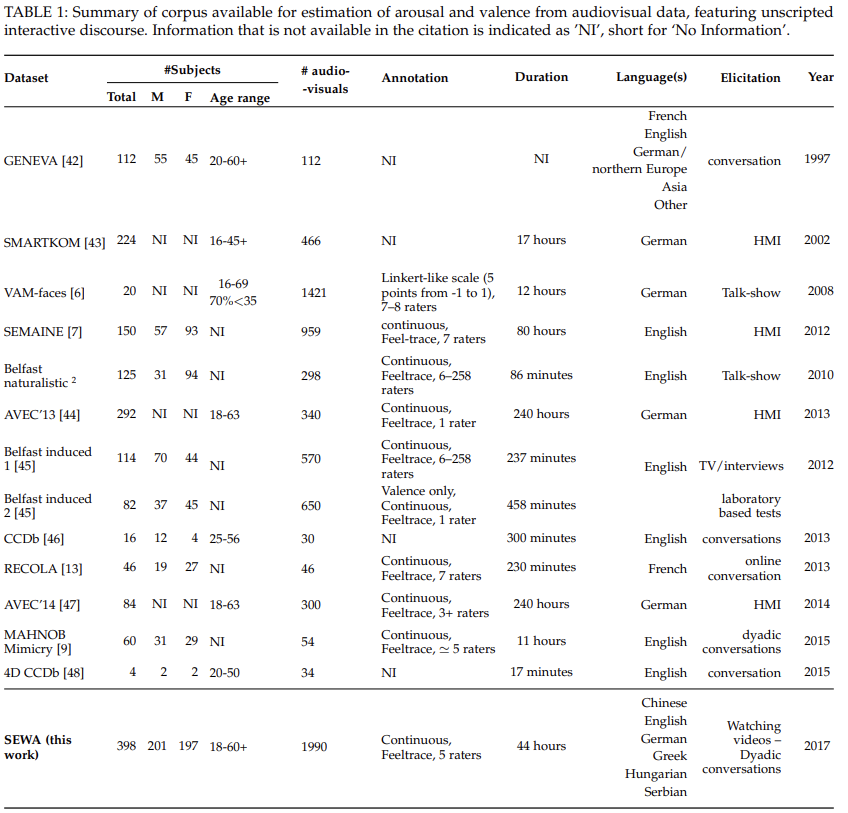 TABLE 1: Summary of corpus available for estimation of arousal and valence from audiovisual data, featuring unscripted
interactive discourse. Information that is not available in the citation is indicated as 'NI', short for 'No Information'.
Dataset #Subjects # audio- -visuals Annotation Duration Language(s) Elicitation Year
Total M F Age range
GENEVA [42] 112 55 45 20-60+ 112 NI NI French English German/ northern Europe Asia Other conversation 1997
SMARTKOM [43] 224 NI NI 16-45+ 466 NI 17 hours German HMI 2002
VAM-faces [6] 20 NI NI 16-69 70%<35 1421 Linkert-like scale (5 points from -1 to 1), 7–8 raters 12 hours German Talk-show 2008
SEMAINE [7] 150 57 93 NI 959 continuous, Feel-trace, 7 raters 80 hours English HMI 2012
Belfast naturalistic 2 125 31 94 NI 298 Continuous, Feeltrace, 6–258 raters 86 minutes English Talk-show 2010
AVEC'13 [44] 292 NI NI 18-63 340 Continuous, Feeltrace, 1 rater 240 hours German HMI 2013
Belfast induced 1 [45] 114 70 44 NI 570 Continuous, Feeltrace, 6–258 raters 237 minutes English TV/interviews 2012
Belfast induced 2 [45] 82 37 45 NI 650 Valence only, Continuous, Feeltrace, 1 rater 458 minutes laboratory based tests
CCDb [46] 16 12 4 25-56 30 NI 300 minutes English conversations 2013
RECOLA [13] 46 19 27 NI 46 Continuous, Feeltrace, 7 raters 230 minutes French online conversation 2013
AVEC'14 [47] 84 NI NI 18-63 300 Continuous, Feeltrace, 3+ raters 240 hours German HMI 2014
MAHNOB Mimicry [9] 60 31 29 NI 54 Continuous, Feeltrace, ≃ 5 raters 11 hours English dyadic conversations 2015
4D CCDb [48] 4 2 2 20-50 34 NI 17 minutes English conversation 2015
SEWA (this work) 398 201 197 18-60+ 1990 Continuous, Feeltrace, 5 raters 44 hours Chinese English German Greek Hungarian Serbian Watching videos – Dyadic conversations 2017